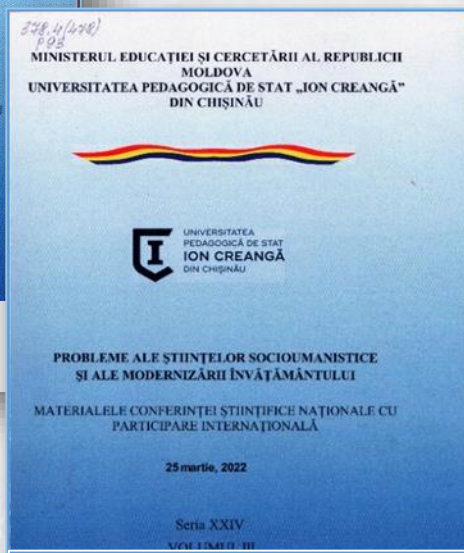 378.4(478)
P93
MINISTERUL EDUCAȚIEI ȘI CERCETĂRII AL REPUBLICII
MOLDOVA
UNIVERSITATEA PEDAGOGICĂ DE STAT „ION CREANGĂ”
DIN CHIȘINĂU
UNIVERSITATEA
PEDAGOGICĂ DE STAT
ION CREANGĂ
DIN CHIȘINĂU
PROBLEME ALE ȘTIINȚELOR SOCIOUMANISTICE
ȘI ALE MODERNIZĂRII ÎNVĂȚĂMÂNTULUI
MATERIALELE CONFERINȚEI ȘTIINȚIFICE NAȚIONALE CU
PARTICIPARE INTERNAȚIONALĂ
25 martie, 2022
Seria XXIV
VOLUMUL III